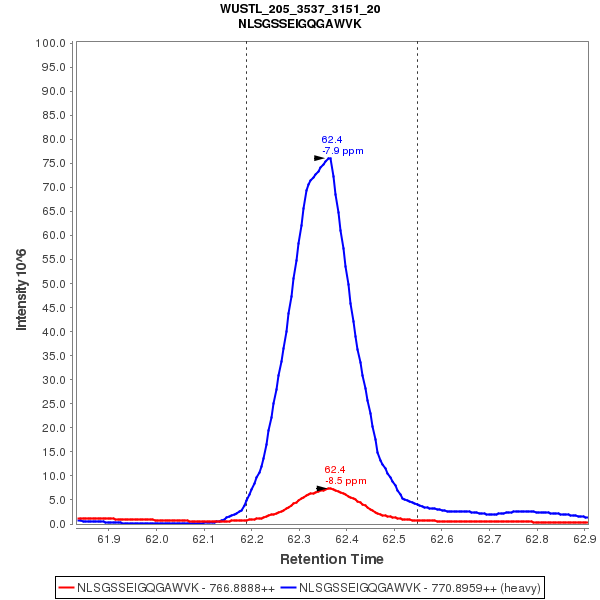 WUSTL_205_3537_3151_20
NLSGSSEIGQGAWVK
100.0
95.0
90.0
85.0
80.0
75.0
70.0
65.0
60.0
55.0
50.0
45.0
40.0
35.0
30.0
25.0
20.0
15.0
10.0
5.0
0.0
Intensity 10^6
62.4
-7.9 ppm
62.4
-8.5 ppm
61.9 62.0 62.1 62.2 62.3 62.4 62.5 62.6 62.7 62.8 62.9
Retention Time
NLSGSSEIGQGAWVK - 766.8888++ NLSGSSEIGQGAWVK - 770.8959++ (heavy)